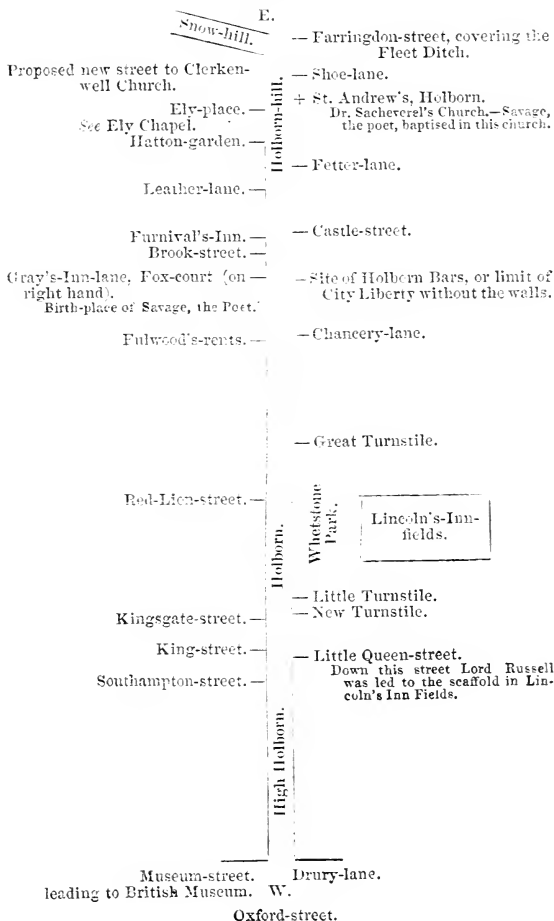 E.
Snow-hill.
— Farringdon-street, covering the
Fleet Ditch.
Proposed new street to Clerken-
well Church.
— Shoe-lane.
Ely-place. —
See Ely Chapel.
+ St. Andrew's, Holborn.
Dr. Sacheverel's Church.—Savage,
the poet, baptised in this church.
Hatton-garden. —
Holborn-hill.
— Fetter-lane.
Leather-lane. —
Furnival's-Inn. —
— Castle-street.
Brook-street. —
Gray's-Inn-lane, Fox-court (on —
right hand).
Birth-place of Savage, the Poet.
— Site of Holborn Bars, or limit of
City Liberty without the walls.
Fulwood's-rents. —
— Chancery-lane.
— Great Turnstile.
Red-Lion-street. —
Whetstone
Park.
Lincoln's-Inn-
fields.
Holborn.
— Little Turnstile.
— New Turnstile.
Kingsgate-street. —
King-street. —
— Little Queen-street.
Down this street Lord Russell
was led to the scaffold in Lin-
coln's Inn Fields.
Southampton-street. —
High Holborn.
Museum-street.
leading to British Museum.
Drury-lane.
W.
Oxford-street.